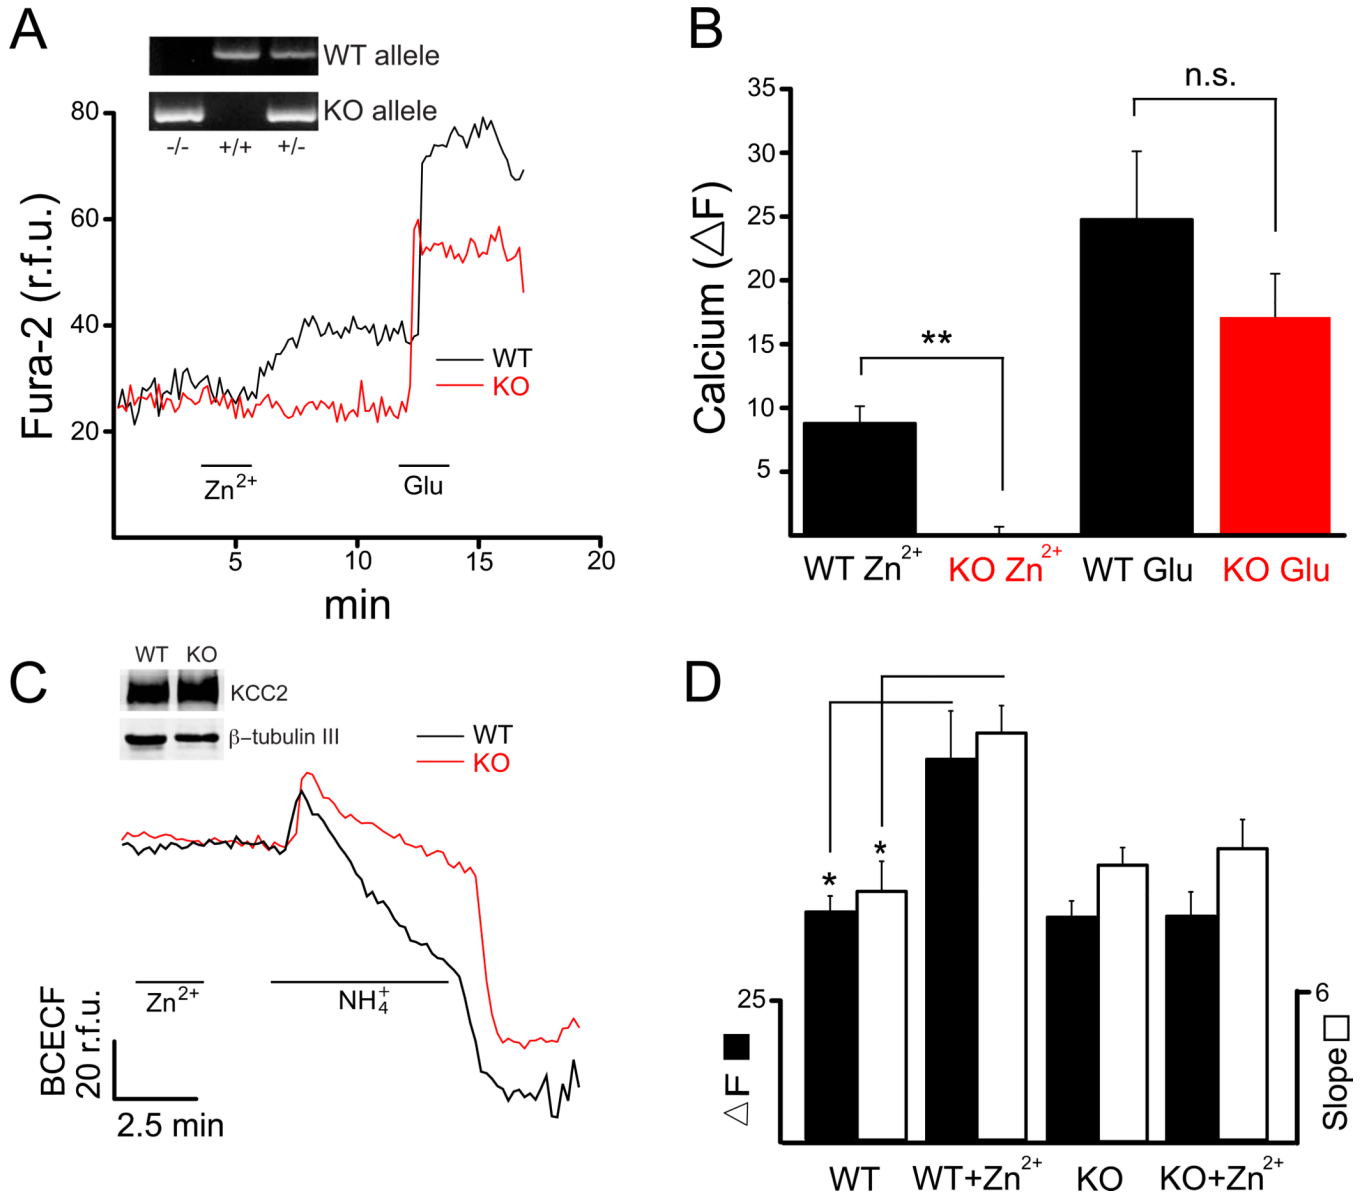 A
WT allele
KO allele
-/- +/+ +/-
80
60
40
20
Fura-2 (r.f.u.)
WT
KO
Zn²⁺
Glu
5 10 15 20
min
B
35
30
25
20
15
10
5
Calcium (△F)
**
n.s.
WT Zn²⁺ KO Zn²⁺ WT Glu KO Glu
C
WT KO
KCC2
β-tubulin III
WT
KO
Zn²⁺
NH₄⁺
BCECF
20 r.f.u.
2.5 min
D
*
*
25
△F
6
Slope
WT WT+Zn²⁺ KO KO+Zn²⁺